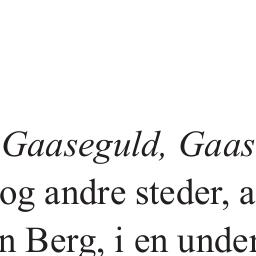 Gaaseguld, Gaas
og andre steder, a
n Berg, i en under